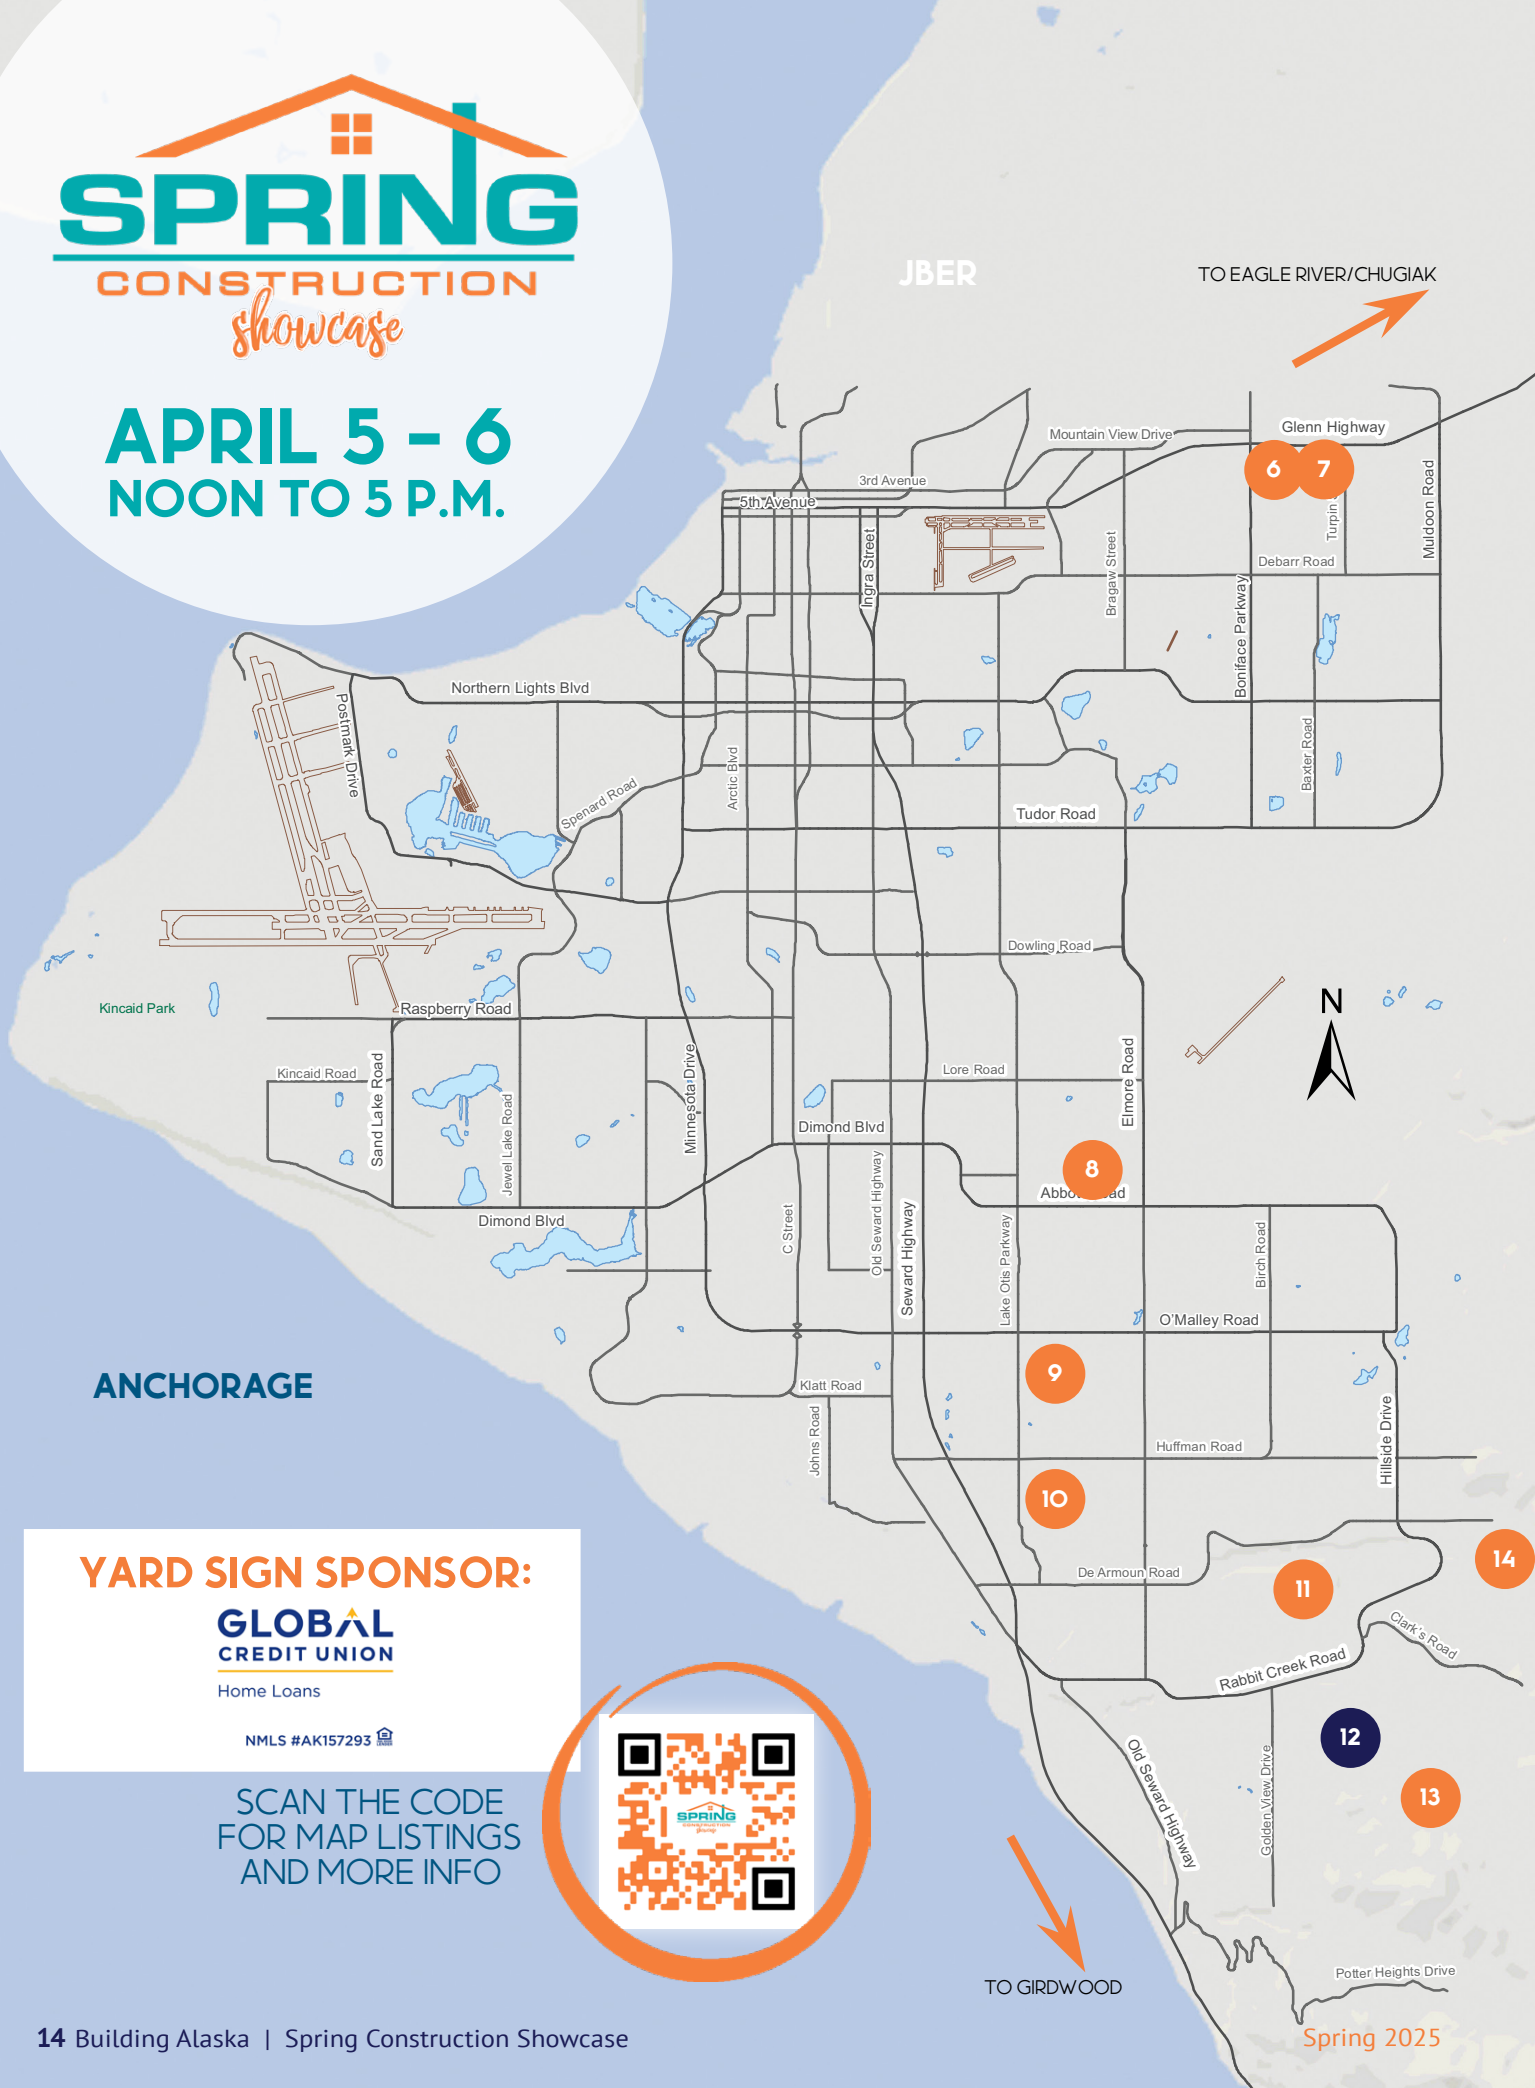 SPRING
CONSTRUCTION
showcase
APRIL 5 - 6
NOON TO 5 P.M.
JBER
TO EAGLE RIVER/CHUGIAK
Glenn Highway
Mountain View Drive
6
7
3rd Avenue
5th Avenue
Muldoon Road
Turpin
Ingra Street
Bragaw Street
Debarr Road
Boniface Parkway
Northern Lights Blvd
Postmark Drive
Arctic Blvd
Baxter Road
Spenard Road
Tudor Road
Dowling Road
Kincaid Park
Raspberry Road
N
Kincaid Road
Sand Lake Road
Jewel Lake Road
Minnesota Drive
Lore Road
Elmore Road
Dimond Blvd
8
Old Seward Highway
Dimond Blvd
C Street
Seward Highway
Lake Otis Parkway
Birch Road
O'Malley Road
9
ANCHORAGE
Klatt Road
Johns Road
Huffman Road
Hillside Drive
10
De Armoun Road
11
14
Clark's Road
Rabbit Creek Road
12
13
Old Seward Highway
Golden View Drive
YARD SIGN SPONSOR:
GLOBAL
CREDIT UNION
Home Loans
NMLS #AK157293
SPRING
CONSTRUCTION
showcase
SCAN THE CODE
FOR MAP LISTINGS
AND MORE INFO
TO GIRDWOOD
Potter Heights Drive
14 Building Alaska | Spring Construction Showcase
Spring 2025